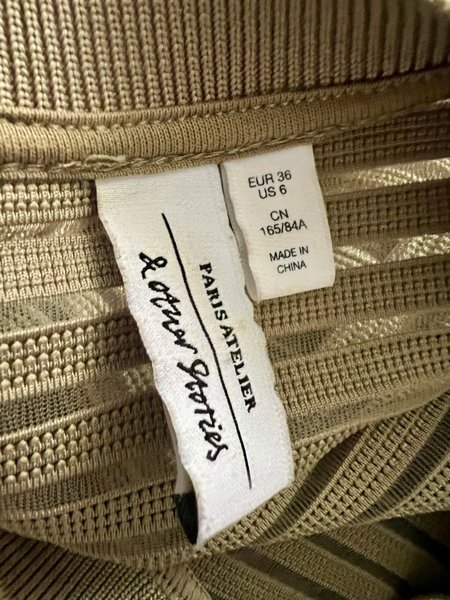 PARIS ATELIER
& other Stories
EUR 36
US 6
CN
165/84A
MADE IN
CHINA